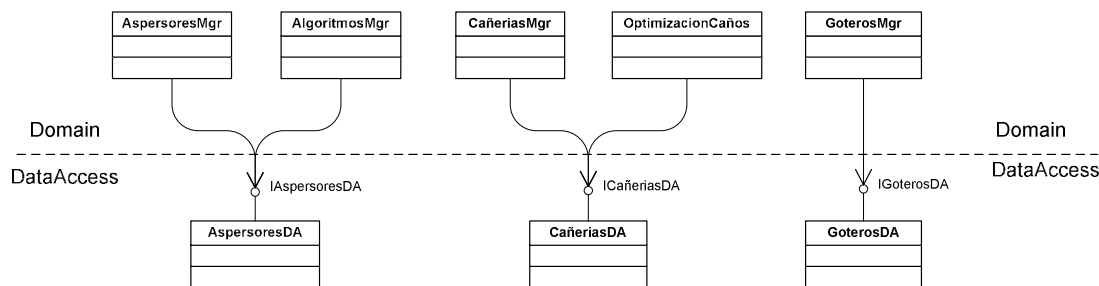 AspersoresMgr
AlgoritmosMgr
CañeriasMgr
OptimizacionCaños
GoterosMgr
Domain
Domain
DataAccess
DataAccess
IAspersoresDA
ICañeriasDA
IGoterosDA
AspersoresDA
CañeriasDA
GoterosDA